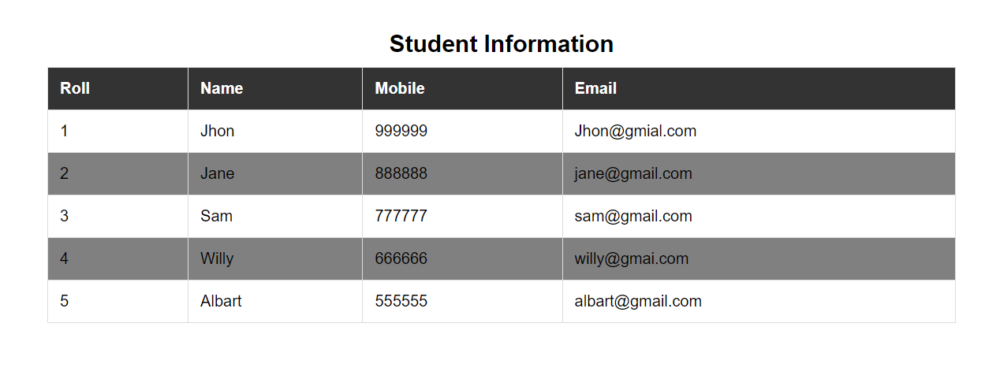 Student Information
Roll Name Mobile Email
1 Jhon 999999 Jhon@gmial.com
2 Jane 888888 jane@gmail.com
3 Sam 777777 sam@gmail.com
4 Willy 666666 willy@gmai.com
5 Albart 555555 albart@gmail.com